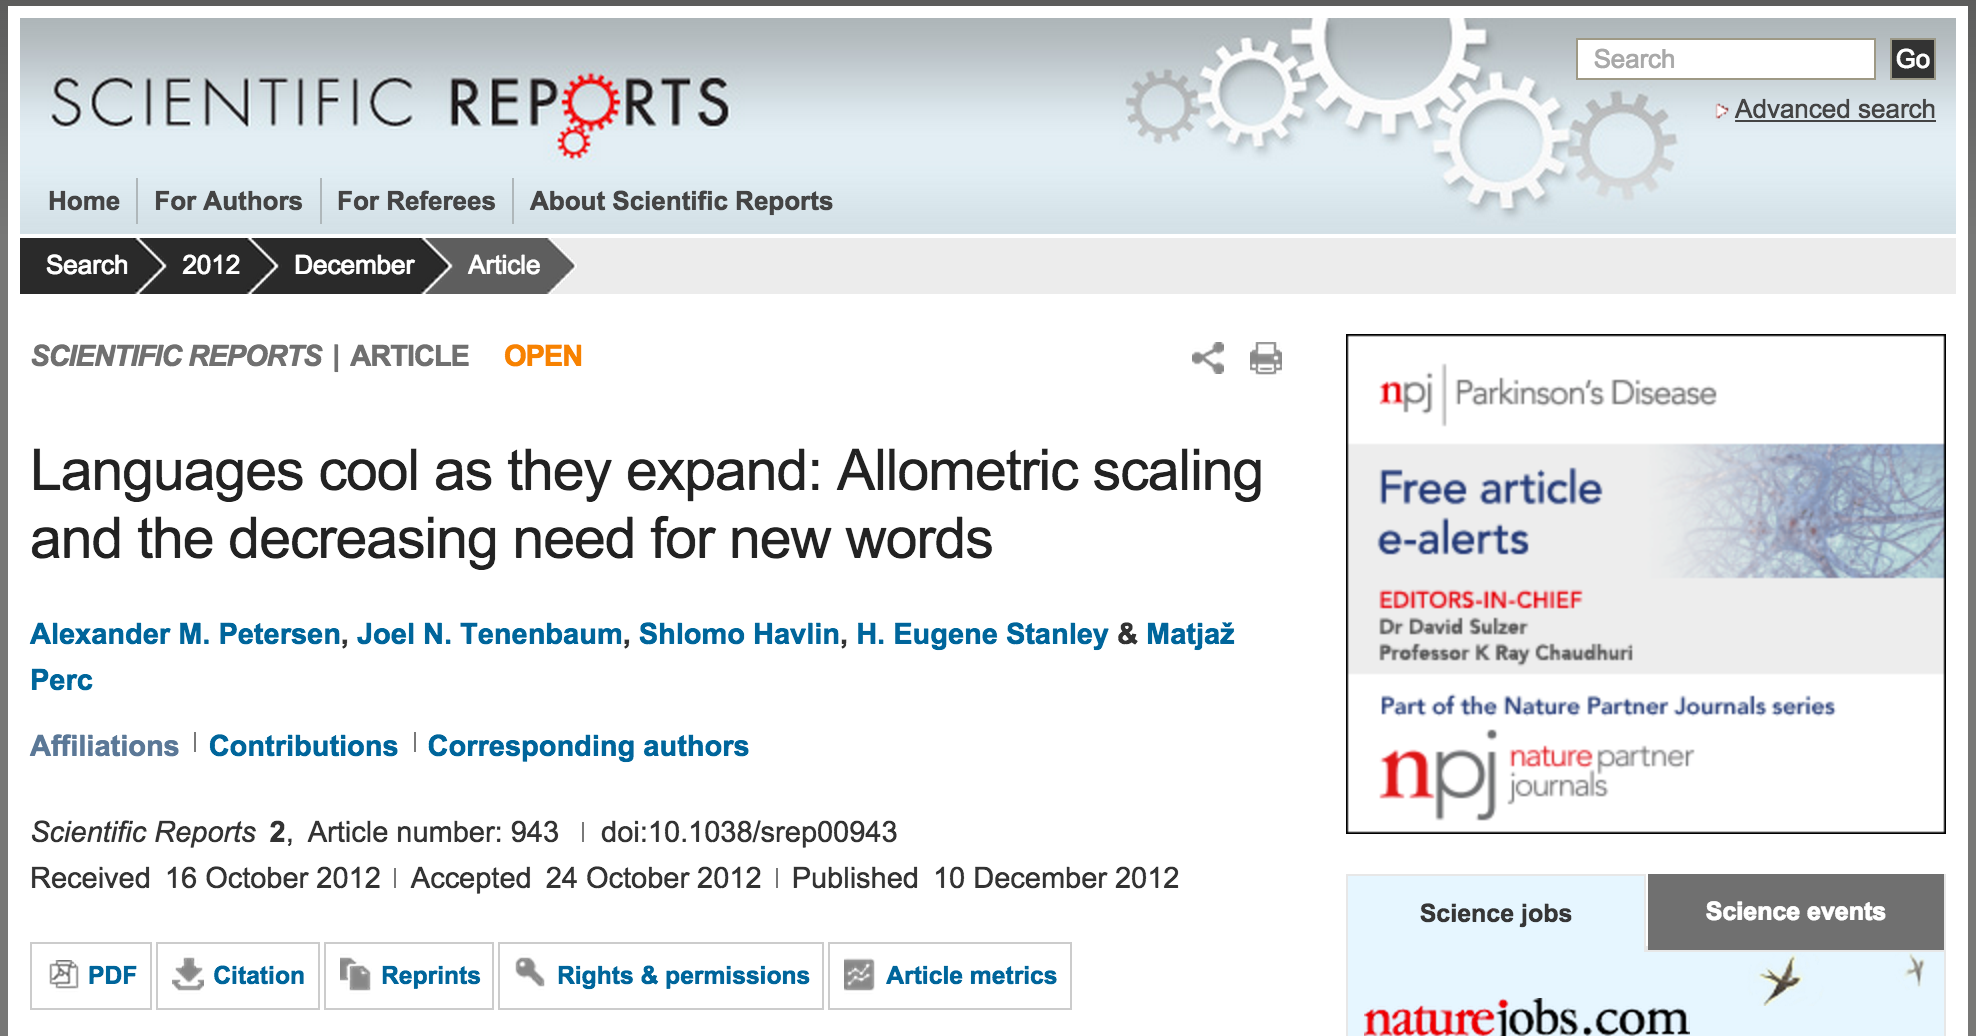 SCIENTIFIC REPORTS
Search
Go
Advanced search
Home
For Authors
For Referees
About Scientific Reports
Search
2012
December
Article
SCIENTIFIC REPORTS | ARTICLE OPEN
Languages cool as they expand: Allometric scaling
and the decreasing need for new words
Alexander M. Petersen, Joel N. Tenenbaum, Shlomo Havlin, H. Eugene Stanley & Matjaž
Perc
Affiliations | Contributions | Corresponding authors
Scientific Reports 2, Article number: 943 | doi:10.1038/srep00943
Received 16 October 2012 | Accepted 24 October 2012 | Published 10 December 2012
PDF
Citation
Reprints
Rights & permissions
Article metrics
npj | Parkinson's Disease
Free article
e-alerts
EDITORS-IN-CHIEF
Dr David Sulzer
Professor K Ray Chaudhuri
Part of the Nature Partner Journals series
npj nature partner
journals
Science jobs
Science events
naturejobs.com